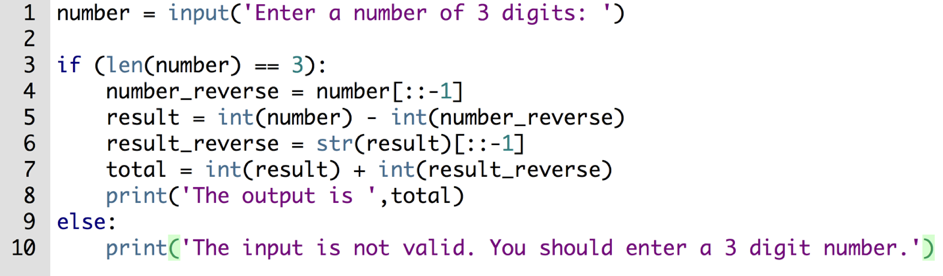 1 number = input('Enter a number of 3 digits: ')
2
3 if (len(number) == 3):
4     number_reverse = number[::-1]
5     result = int(number) - int(number_reverse)
6     result_reverse = str(result)[::-1]
7     total = int(result) + int(result_reverse)
8     print('The output is ',total)
9 else:
10     print('The input is not valid. You should enter a 3 digit number.')